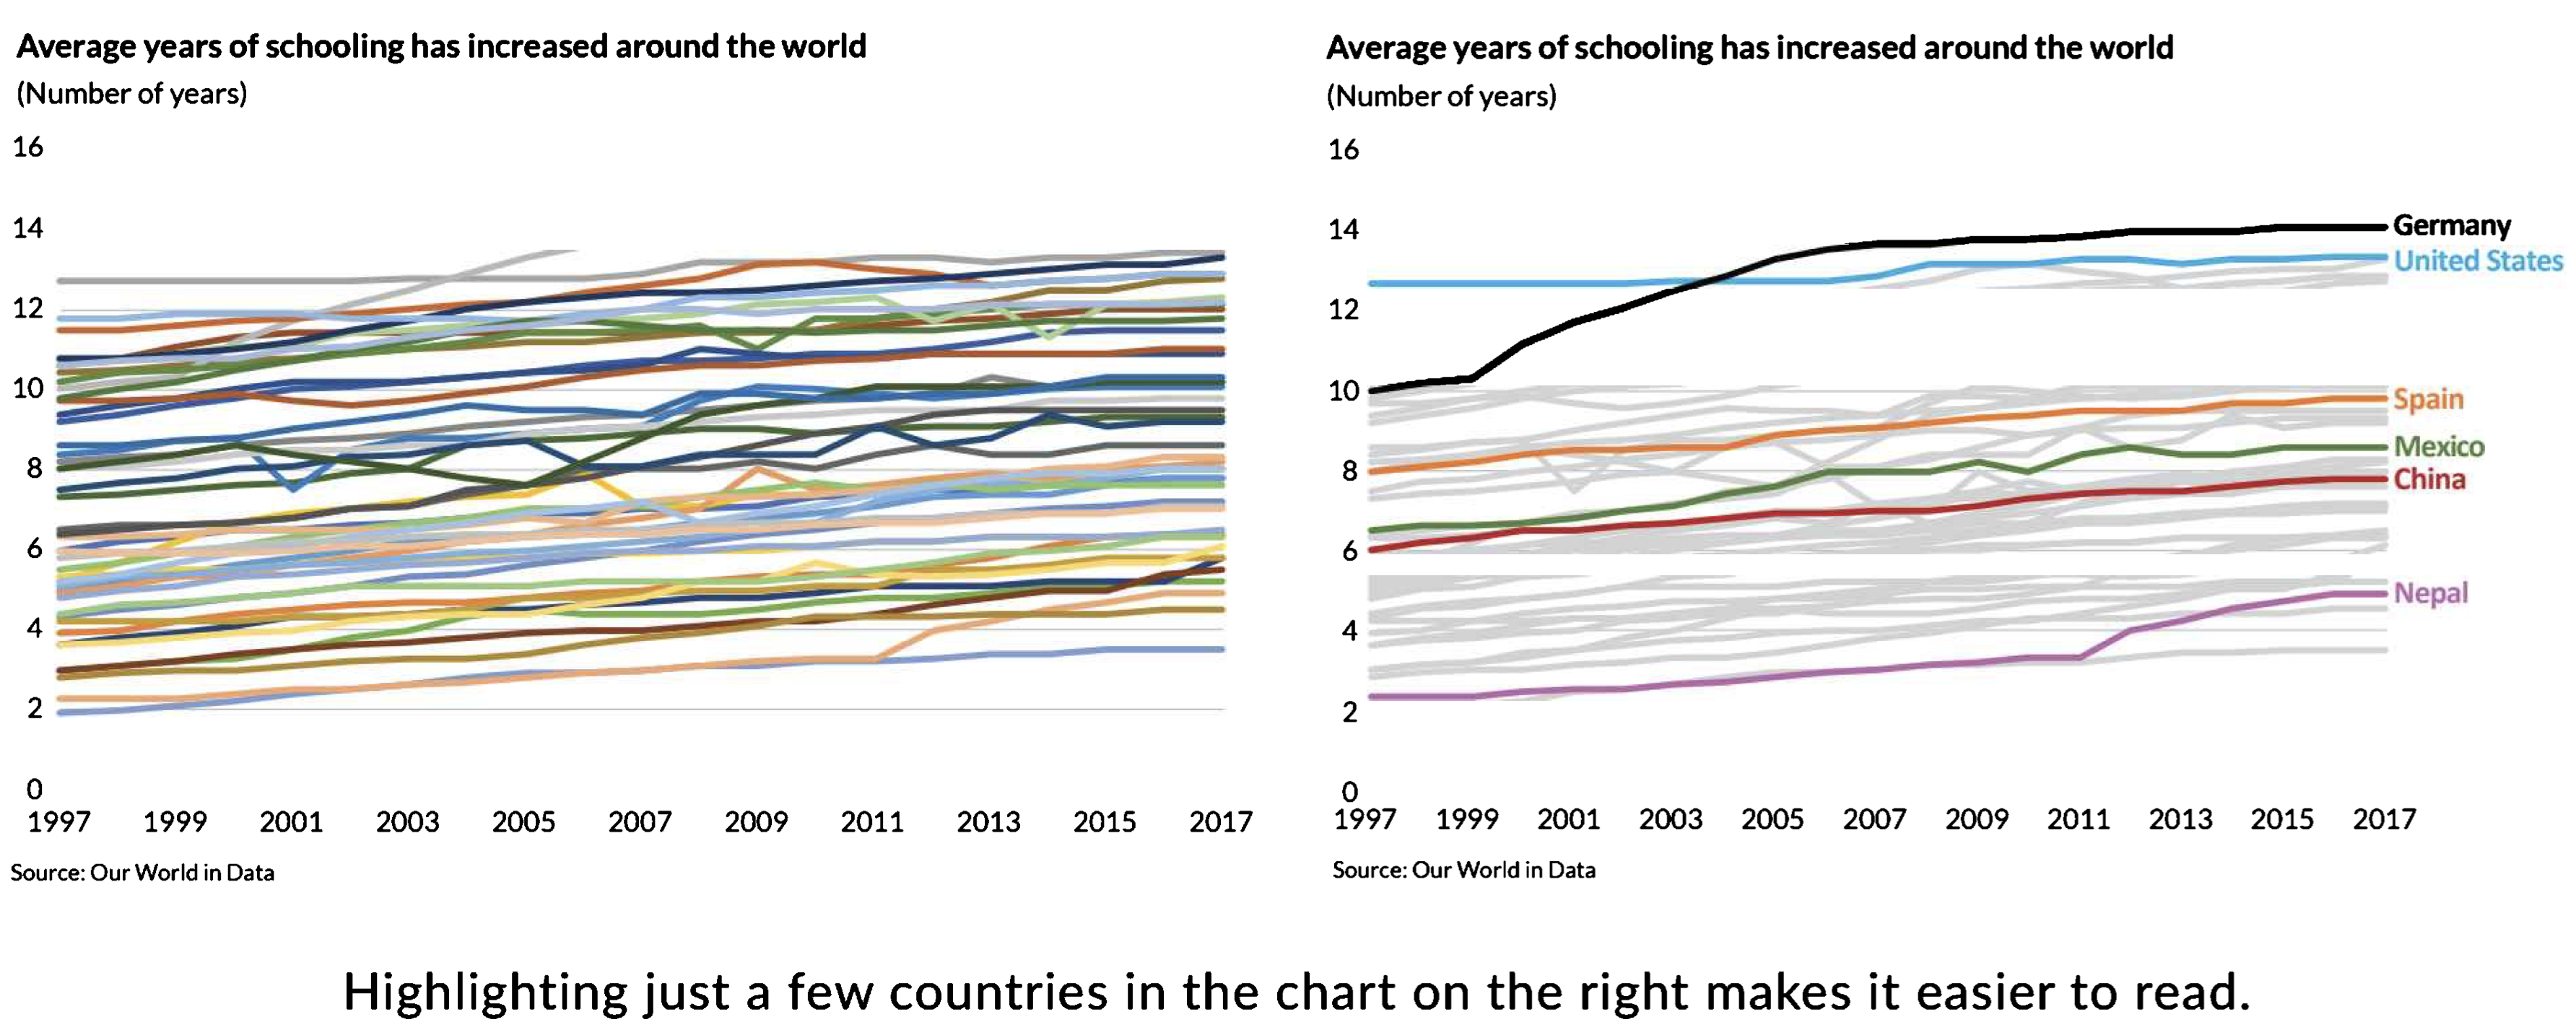 Average years of schooling has increased around the world
(Number of years)
16
14
12
10
8
6
4
2
0
1997 1999 2001 2003 2005 2007 2009 2011 2013 2015 2017
Source: Our World in Data
Average years of schooling has increased around the world
(Number of years)
16
14
12
10
8
6
4
2
0
Germany
United States
Spain
Mexico
China
Nepal
1997 1999 2001 2003 2005 2007 2009 2011 2013 2015 2017
Source: Our World in Data
Highlighting just a few countries in the chart on the right makes it easier to read.